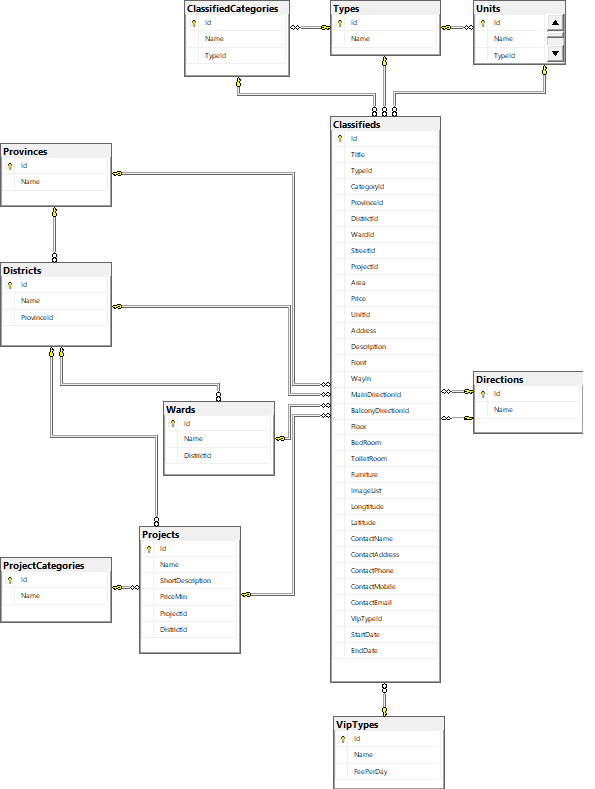 ClassifiedCategories
Id
Name
TypeId
Types
Id
Name
Units
Id
Name
TypeId
Classifieds
Id
Title
TypeId
CategoryId
ProvinceId
DistrictId
WardId
StreetId
ProjectId
Area
Price
UnitId
Address
Description
Front
WayIn
MainDirectionId
BalconyDirectionId
Floor
BedRoom
ToiletRoom
Furniture
ImageList
Longtitude
Latitude
ContactName
ContactAddress
ContactPhone
ContactMobile
ContactEmail
VipTypeId
StartDate
EndDate
Provinces
Id
Name
Districts
Id
Name
ProvinceId
Wards
Id
Name
DistrictId
Directions
Id
Name
Projects
Id
Name
ShortDescription
PriceMin
ProjectId
DistrictId
ProjectCategories
Id
Name
VipTypes
Id
Name
FeePerDay